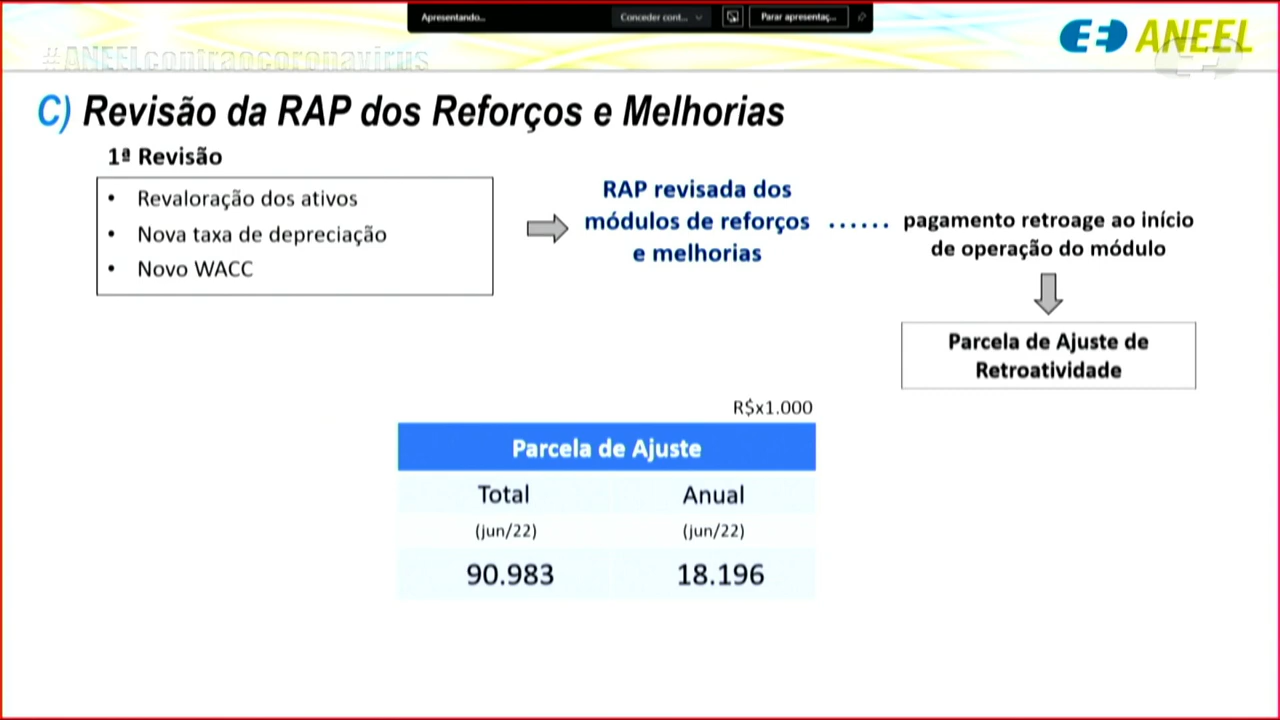 Apresentando...
Conceder cont...
Parar apresentaç...
ANEEL
#ANEELcontraocoronavirus
C) Revisão da RAP dos Reforços e Melhorias
1ª Revisão
• Revaloração dos ativos
• Nova taxa de depreciação
• Novo WACC
RAP revisada dos
módulos de reforços
e melhorias
......
pagamento retroage ao início
de operação do módulo
Parcela de Ajuste de
Retroatividade
R$x1.000
Parcela de Ajuste
Total Anual
(jun/22) (jun/22)
90.983 18.196